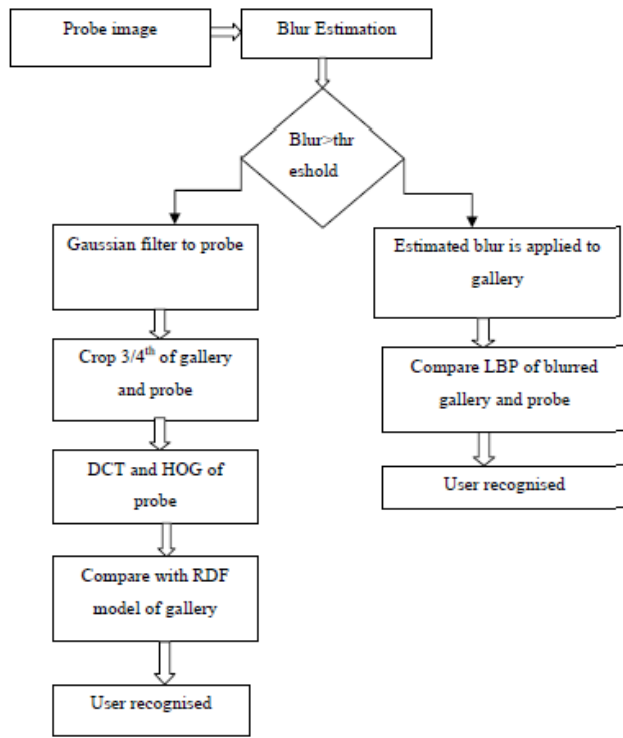 Probe image
Blur Estimation
Blur>thr
eshold
Gaussian filter to probe
Estimated blur is applied to
gallery
Crop 3/4th of gallery
and probe
Compare LBP of blurred
gallery and probe
DCT and HOG of
probe
User recognised
Compare with RDF
model of gallery
User recognised